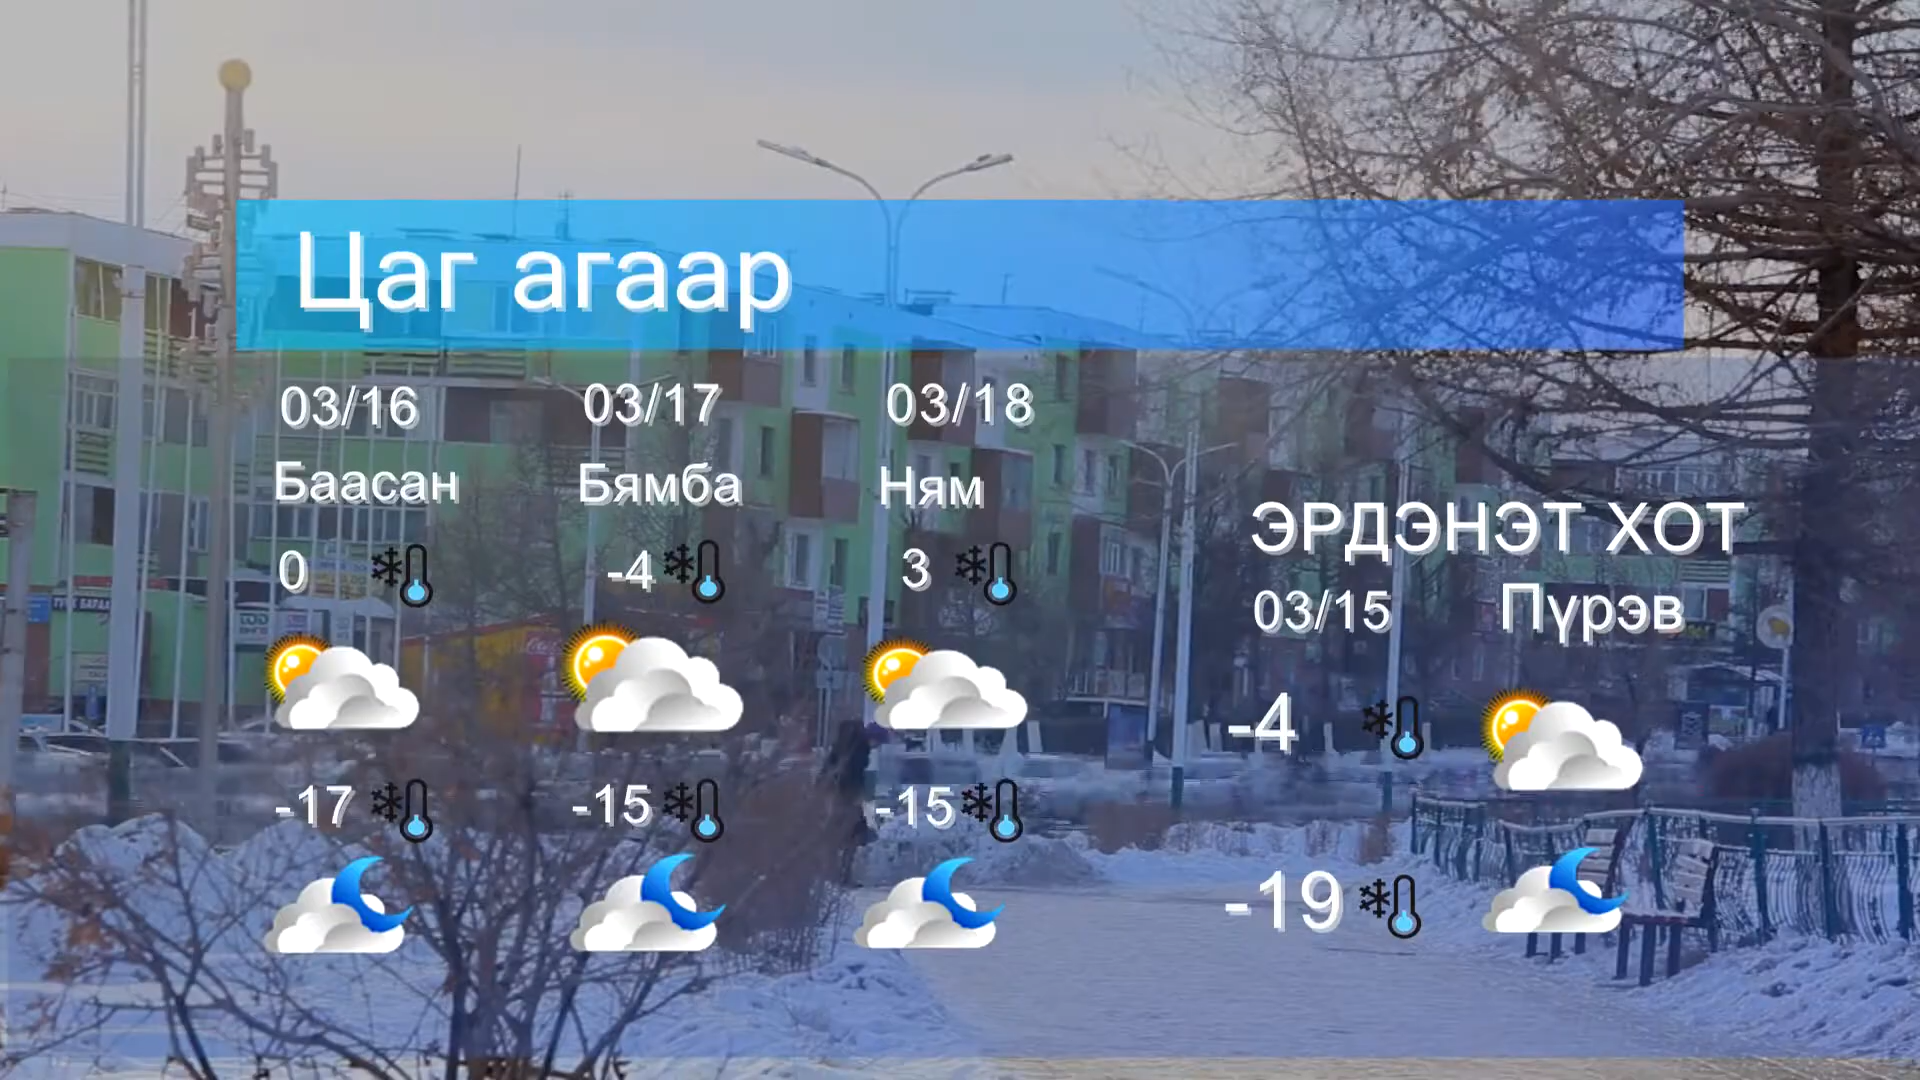 Цаг агаар
03/16 03/17 03/18
Баасан Бямба Ням
0 -4 3
-17 -15 -15
ЭРДЭНЭТ ХОТ
03/15 Пүрэв
-4
-19